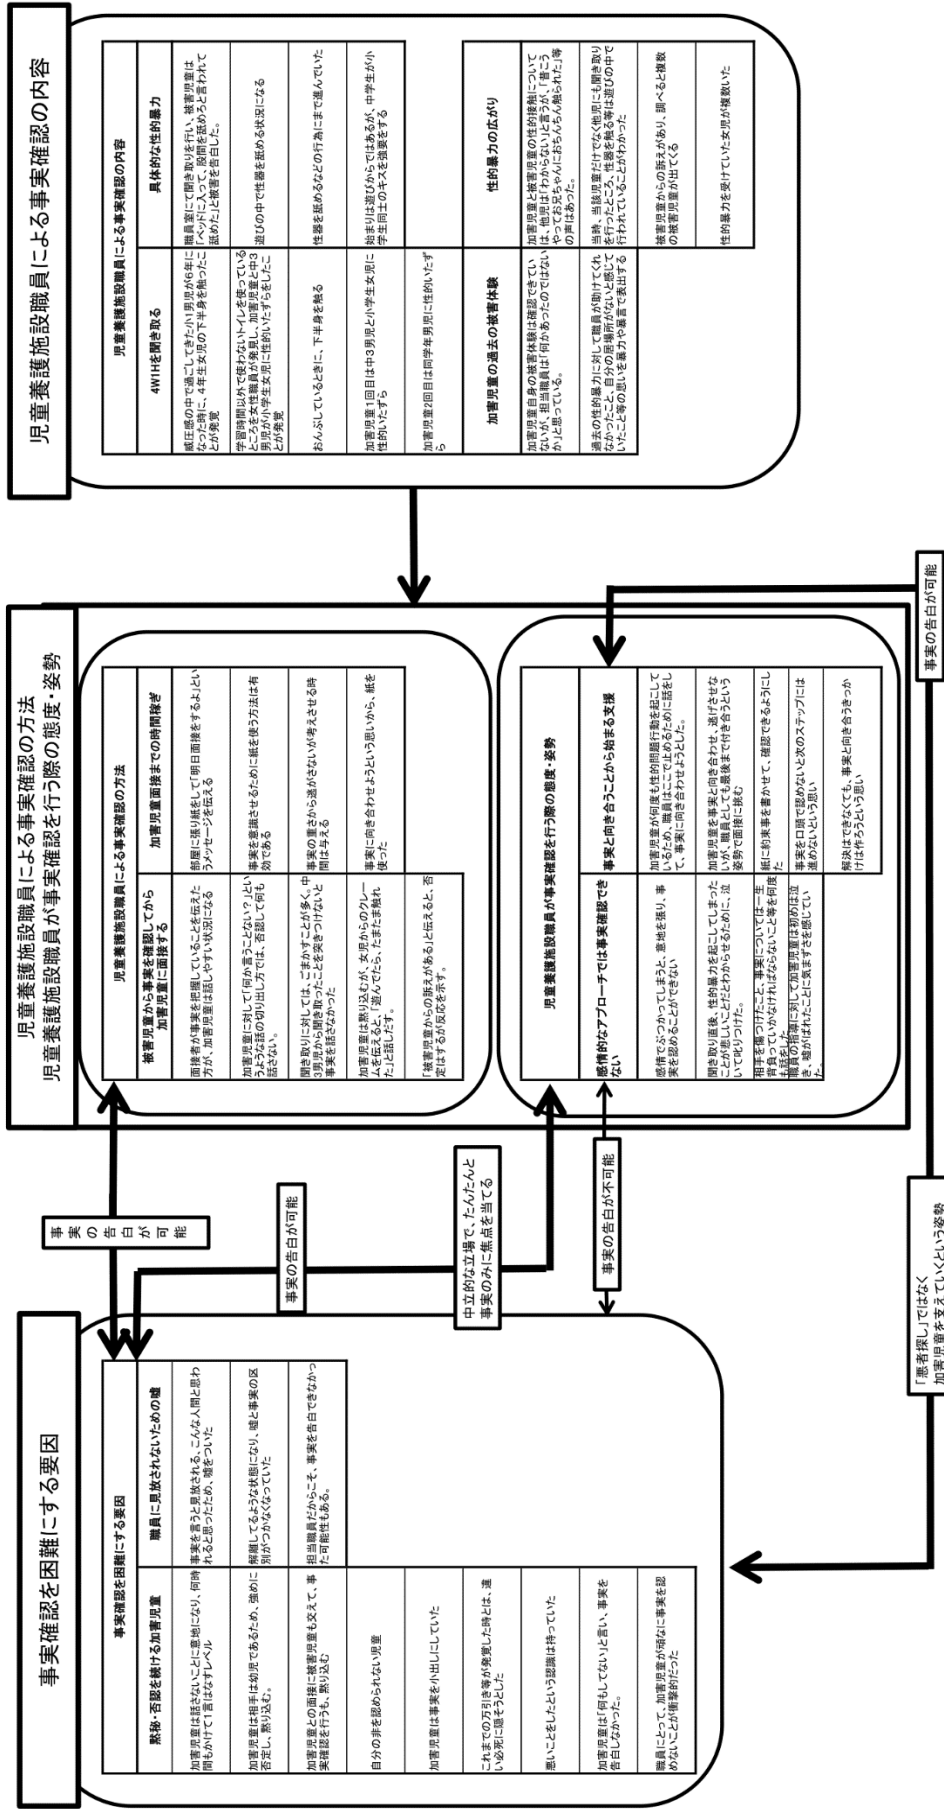 事実確認を困難にする要因
事実確認を困難にする要因
黙秘・否認を続ける加害児童
職員に見放されないための嘘
加害児童は話さないことに意地になり、何時
間もかけて1言はなすレベル
事実を言うと見放される、こんな人間と思わ
れると思ったため、嘘をついた
加害児童は相手は幼児であるため、強めに
否定し、黙り込む。
解離してるような状態になり、嘘と事実の区
別がつかなくなっていた
加害児童との面接に被害児童も交えて、事
実確認を行うも、黙り込む
担当職員だからこそ、事実を告白できなかっ
た可能性もある。
自分の非を認められない児童
加害児童は事実を小出しにしていた
これまでの万引き等が発覚した時とは、違
い必死に隠そうとした
悪いことをしたという認識は持っていた
加害児童は「何もしてない」と言い、事実を
告白しなかった。
職員にとって、加害児童が頑なに事実を認
めないことが衝撃的だった
事実の告白が可能
事実の告白が可能
中立的な立場で、たんたんと
事実のみに焦点を当てる
事実の告白が不可能
「悪者探し」ではなく
加害児童を支えていくという姿勢
事実の告白が可能
児童養護施設職員による事実確認の方法
児童養護施設職員が事実確認を行う際の態度・姿勢
児童養護施設職員による事実確認の方法
被害児童から事実を確認してから
加害児童に面接する
加害児童面接までの時間稼ぎ
面接者が事実を把握していることを伝えた
方が、加害児童は話しやすい状況になる
部屋に張り紙をして「明日面接をするよ」とい
うメッセージを伝える
加害児童に対して「何か言うことない？」とい
うような話の切り出し方では、否認して何も
話さない。
事実を意識させるために紙を使う方法は有
効である
聞き取りに対しては、ごまかすことが多く。中
3男児から聞き取ったことを突きつけないと
事実を話さなかった
事実の重さから逃がさないが考えさせる時
間は与える
加害児童は黙り込むが、女児からのクレー
ムを伝えると、「遊んでたら、たまたま触れ
た」と話しだす。
事実に向き合わせようという思いから、紙を
使った
「被害児童からの訴えがある」と伝えると、否
定はするが反応を示す。
児童養護施設職員が事実確認を行う際の態度・姿勢
感情的なアプローチでは事実確認でき
ない
事実と向き合うことから始まる支援
感情でぶつかってしまうと、意地を張り、事
実を認めることができない
加害児童が何度も性的問題行動を起こして
いるため、職員はここで止めるために話をし
て、事実に向き合わせようとした。
聞き取り直後、性的暴力を起こしてしまった
ことが悲しいことだとわからせるために、泣
いて叱りつけた。
加害児童を事実と向き合わせ、逃げさせな
いが、職員としても最後まで付き合うという
姿勢で面接に挑む
相手を傷つけたこと、事実については一生
背負っていかなければならないこと等を何度
も話をした
紙に約束事を書かせて、確認できるようにし
た
職員の指導に対して加害児童は初めは泣
き、嘘がばれたことに気まずさを感じてい
た。
事実を口頭で認めないと次のステップには
進めないという思い
解決はできなくても、事実と向き合うきっか
けは作ろうという思い
児童養護施設職員による事実確認の内容
児童養護施設職員による事実確認の内容
4W1Hを聞き取る
具体的な性的暴力
威圧感の中で過ごしてきた小1男児が6年に
なった時に、4年生女児の下半身を触ったこ
とが発覚
職員室にて聞き取りを行い、被害児童は
「ベッドに入って、股間を舐めろと言われて
舐めた」と被害を告白した。
学習時間以外で使わないトイレを使っている
ところを女性職員が発見し、加害児童と中3
男児が小学生女児に性的いたずらをしたこ
とが発覚
遊びの中で性器を舐める状況になる
おんぶしているときに、下半身を触る
性器を舐めるなどの行為にまで進んでいた
加害児童1回目は中3男児と小学生女児に
性的いたずら
始まりは遊びからではあるが、中学生が小
学生同士のキスを強要をする
加害児童2回目は同学年男児に性的いたず
ら
加害児童の過去の被害体験
性的暴力の広がり
加害児童自身の被害体験は確認できてい
ないが、担当職員は「何かあったのではない
か」と思っている。
加害児童と被害児童の性的接触について
は、他児は「わからない」と言うが、「昔こう
やってお兄ちゃんにおちんちん触られた」等
の声はあった。
過去の性的暴力に対して職員が助けてくれ
なかったこと、自分の居場所がないと感じて
いたこと等の思いを暴力や暴言で表出する
当時、当該児童だけでなく他児にも聞き取り
を行ったところ、性器を触る等は遊びの中で
行われていることがわかった
被害児童からの訴えがあり、調べると複数
の被害児童が出てくる
性的暴力を受けていた女児が複数いた